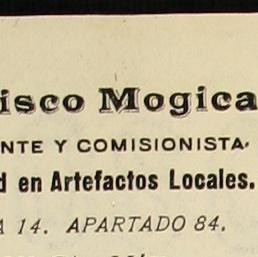 isco Mogica
NTE Y COMISIONISTA.
d en Artefactos Locales.
A 14. APARTADO 84.